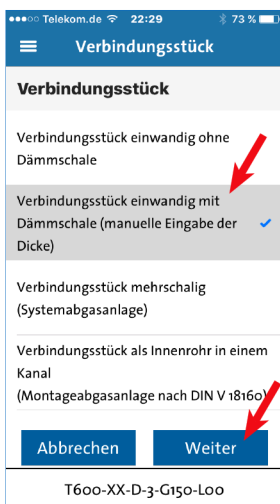 Telekom.de 22:29 73 %
Verbindungsstück
Verbindungsstück
Verbindungsstück einwandig ohne
Dämmschale
Verbindungsstück einwandig mit
Dämmschale (manuelle Eingabe der
Dicke)
Verbindungsstück mehrschalig
(Systemabgasanlage)
Verbindungsstück als Innenrohr in einem
Kanal
(Montageabgasanlage nach DIN V 18160)
Abbrechen Weiter
T600-XX-D-3-G150-L00